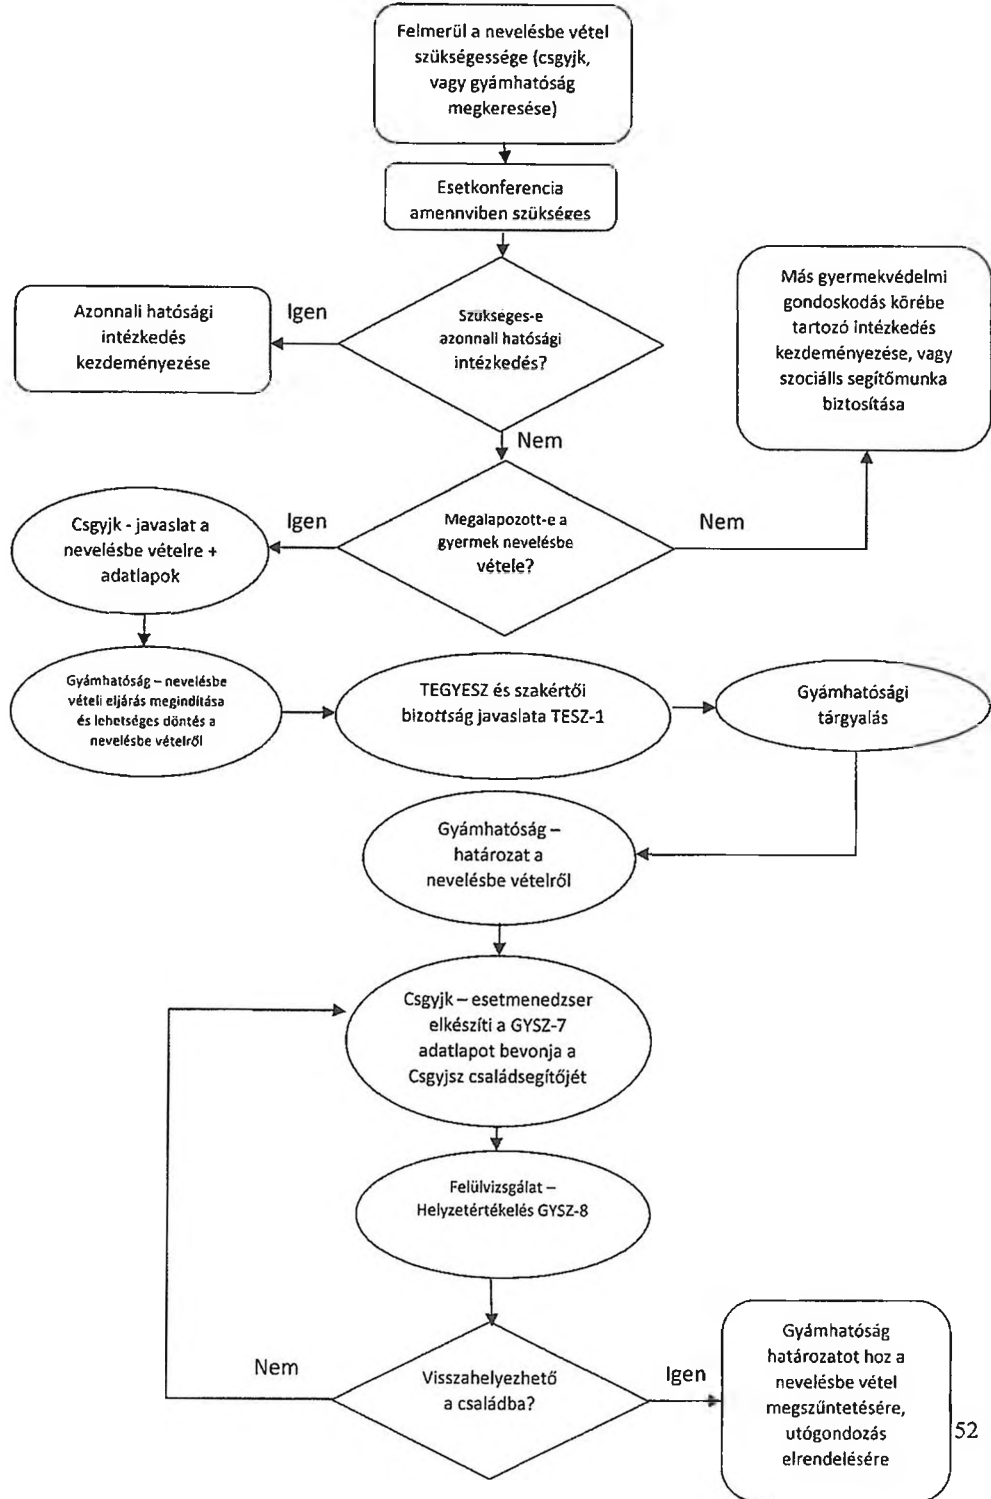 Felmerül a nevelésbe vétel
szükségessége (csgyjk,
vagy gyámhatóság
megkeresése)
Esetkonferencia
amennviben szükséges
Szükséges-e
azonnali hatósági
intézkedés?
Igen
Azonnali hatósági
intézkedés
kezdeményezése
Más gyermekvédelmi
gondoskodás körébe
tartozó intézkedés
kezdeményezése, vagy
szociálls segítőmunka
biztosítása
Nem
Megalapozott-e a
gyermek nevelésbe
vétele?
Igen
Nem
Csgyjk - javaslat a
nevelésbe vételre +
adatlapok
Gyámhatóság – nevelésbe
vételi eljárás megindítása
és lehetséges döntés a
nevelésbe vételről
TEGYESZ és szakértői
bizottság javaslata TESZ-1
Gyámhatósági
tárgyalás
Gyámhatóság –
határozat a
nevelésbe vételről
Csgyjk – esetmenedzser
elkészíti a GYSZ-7
adatlapot bevonja a
Csgyjsz családsegítőjét
Felülvizsgálat –
Helyzetértékelés GYSZ-8
Visszahelyezhető
a családba?
Nem
Igen
Gyámhatóság
határozatot hoz a
nevelésbe vétel
megszűntetésére,
utógondozás
elrendelésére
52